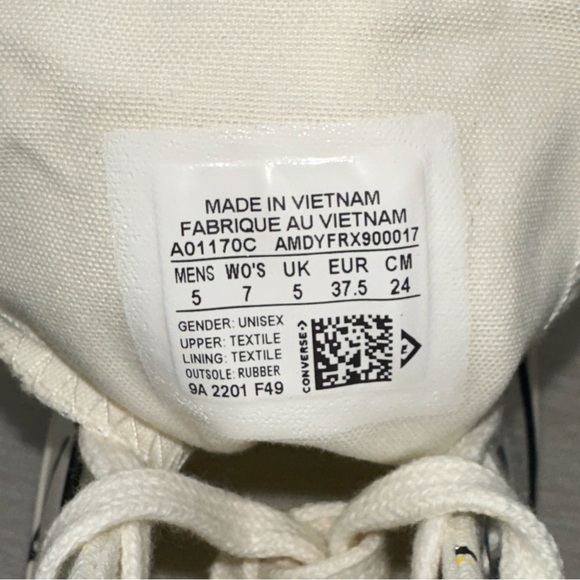 MADE IN VIETNAM
FABRIQUE AU VIETNAM
A01170C AMDYFRX900017
MENS WO'S UK EUR CM
5 7 5 37.5 24
GENDER: UNISEX
UPPER: TEXTILE
LINING: TEXTILE
OUTSOLE: RUBBER
9A 2201 F49
CONVERSE